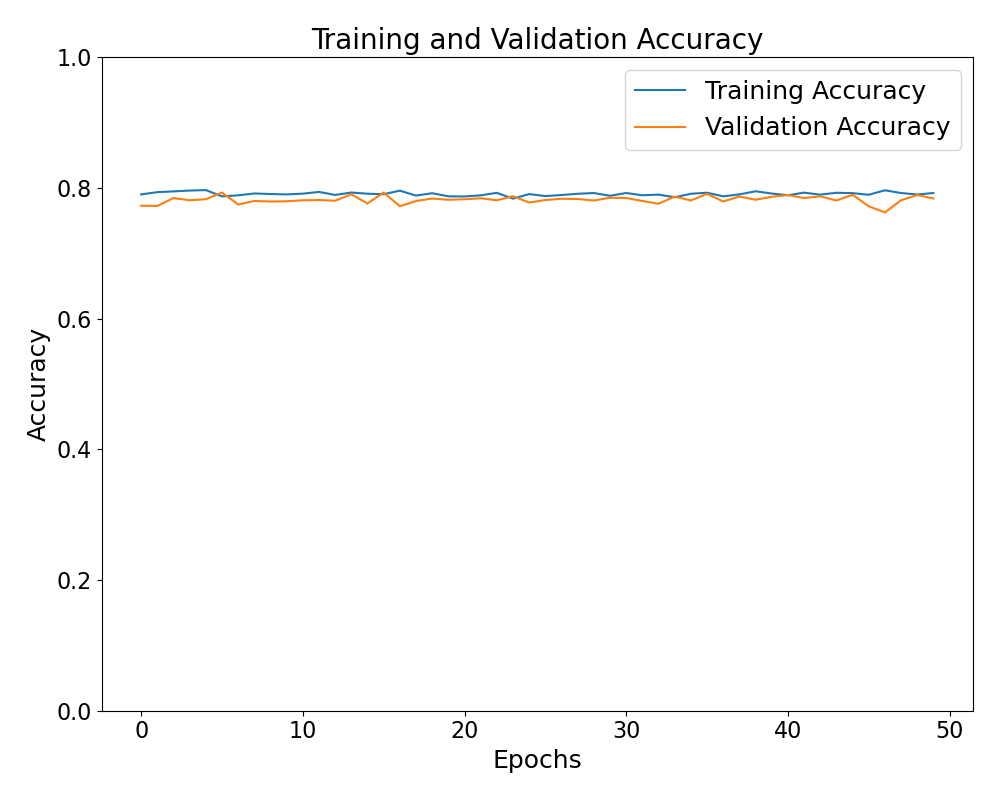 Training and Validation Accuracy
Training Accuracy
Validation Accuracy
Accuracy
1.0
0.8
0.6
0.4
0.2
0.0
0 10 20 30 40 50
Epochs